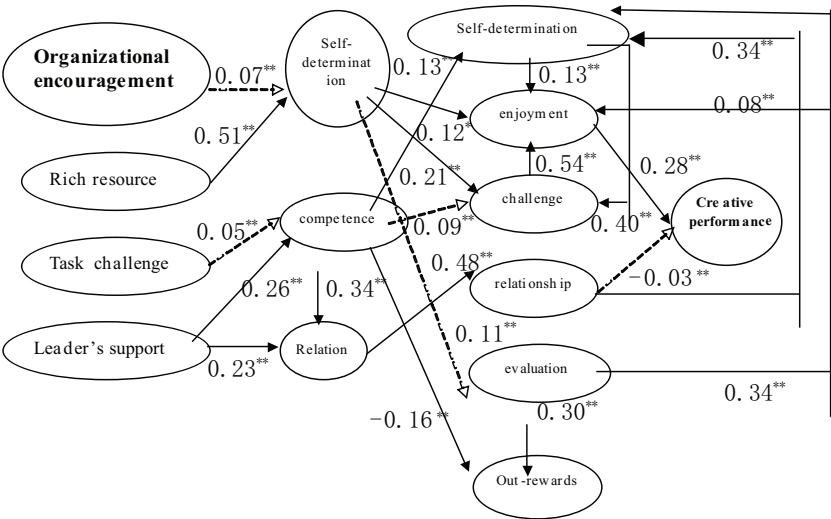 Organizational
encouragement
0.07**
Self-
determinat
ion
Self-determination
0.13**
0.13**
0.34**
enjoyment
0.08**
0.51**
0.12*
Rich resource
0.21**
0.54**
0.28**
challenge
competence
0.05**
0.09**
0.40**
Creative
performance
Task challenge
0.48**
relationship
-0.03**
0.26**
0.34**
0.11**
Leader's support
Relation
0.23**
evaluation
0.34**
-0.16**
0.30**
Out-rewards